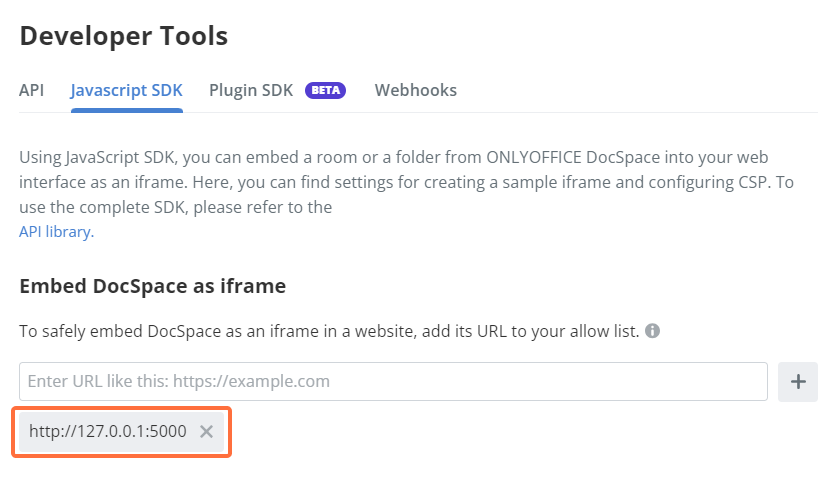 Developer Tools
API Javascript SDK Plugin SDK BETA Webhooks
Using JavaScript SDK, you can embed a room or a folder from ONLYOFFICE DocSpace into your web
interface as an iframe. Here, you can find settings for creating a sample iframe and configuring CSP. To
use the complete SDK, please refer to the
API library.
Embed DocSpace as iframe
To safely embed DocSpace as an iframe in a website, add its URL to your allow list.
Enter URL like this: https://example.com
http://127.0.0.1:5000